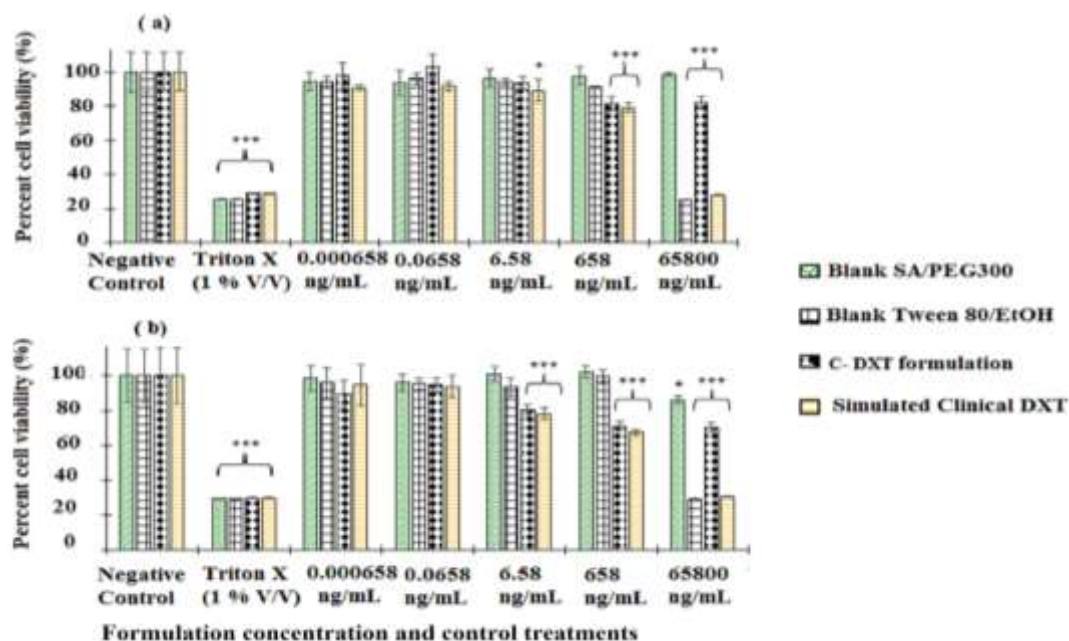 ( a)
Percent cell viability (%)
100
80
60
40
20
0
***
*
***
***
Negative Control
Triton X (1 % V/V)
0.000658 ng/mL
0.0658 ng/mL
6.58 ng/mL
658 ng/mL
65800 ng/mL
( b)
Percent cell viability (%)
100
80
60
40
20
0
***
***
***
*
***
Negative Control
Triton X (1 % V/V)
0.000658 ng/mL
0.0658 ng/mL
6.58 ng/mL
658 ng/mL
65800 ng/mL
Formulation concentration and control treatments
Blank SA/PEG300
Blank Tween 80/EtOH
C- DXT formulation
Simulated Clinical DXT